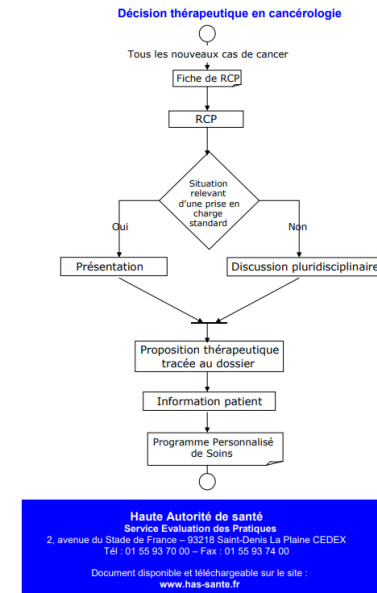 Décision thérapeutique en cancérologie
Tous les nouveaux cas de cancer
Fiche de RCP
RCP
Situation
relevant
d'une prise en
charge
standard
Oui
Non
Présentation
Discussion pluridisciplinaire
Proposition thérapeutique
tracée au dossier
Information patient
Programme Personnalisé
de Soins
Haute Autorité de santé
Service Evaluation des Pratiques
2, avenue du Stade de France – 93218 Saint-Denis La Plaine CEDEX
Tél : 01 55 93 70 00 – Fax : 01 55 93 74 00
Document disponible et téléchargeable sur le site :
www.has-sante.fr